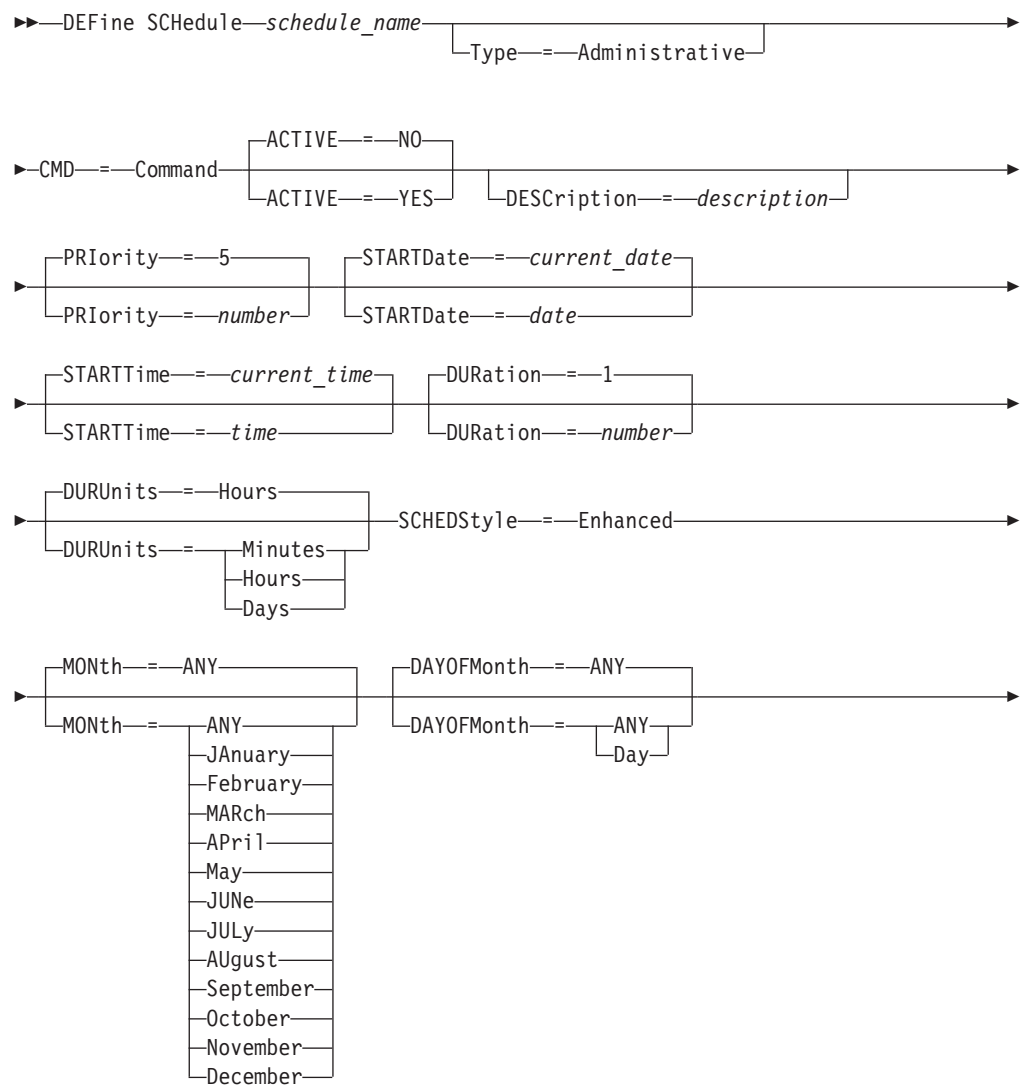 DEFine SCHedule schedule_name
Type = Administrative
CMD = Command ACTIVE = NO
ACTIVE = YES DESCription = description
PRIority = 5 STARTDate = current_date
PRIority = number STARTDate = date
STARTTime = current_time DURation = 1
STARTTime = time DURation = number
DURUnits = Hours SCHEDStyle = Enhanced
DURUnits = Minutes
Hours
Days
MONth = ANY DAYOFMonth = ANY
MONth = ANY DAYOFMonth = ANY
JAnuary Day
February
MARch
APril
May
JUNe
JULy
AUgust
September
October
November
December